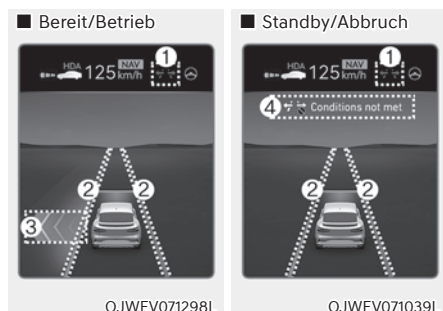 ■ Bereit/Betrieb
HDA 125 km/h NAV
1
2 2
3
OJWEV071298L
■ Standby/Abbruch
HDA 125 km/h NAV
1
4 Conditions not met
2 2
OJWEV071039L